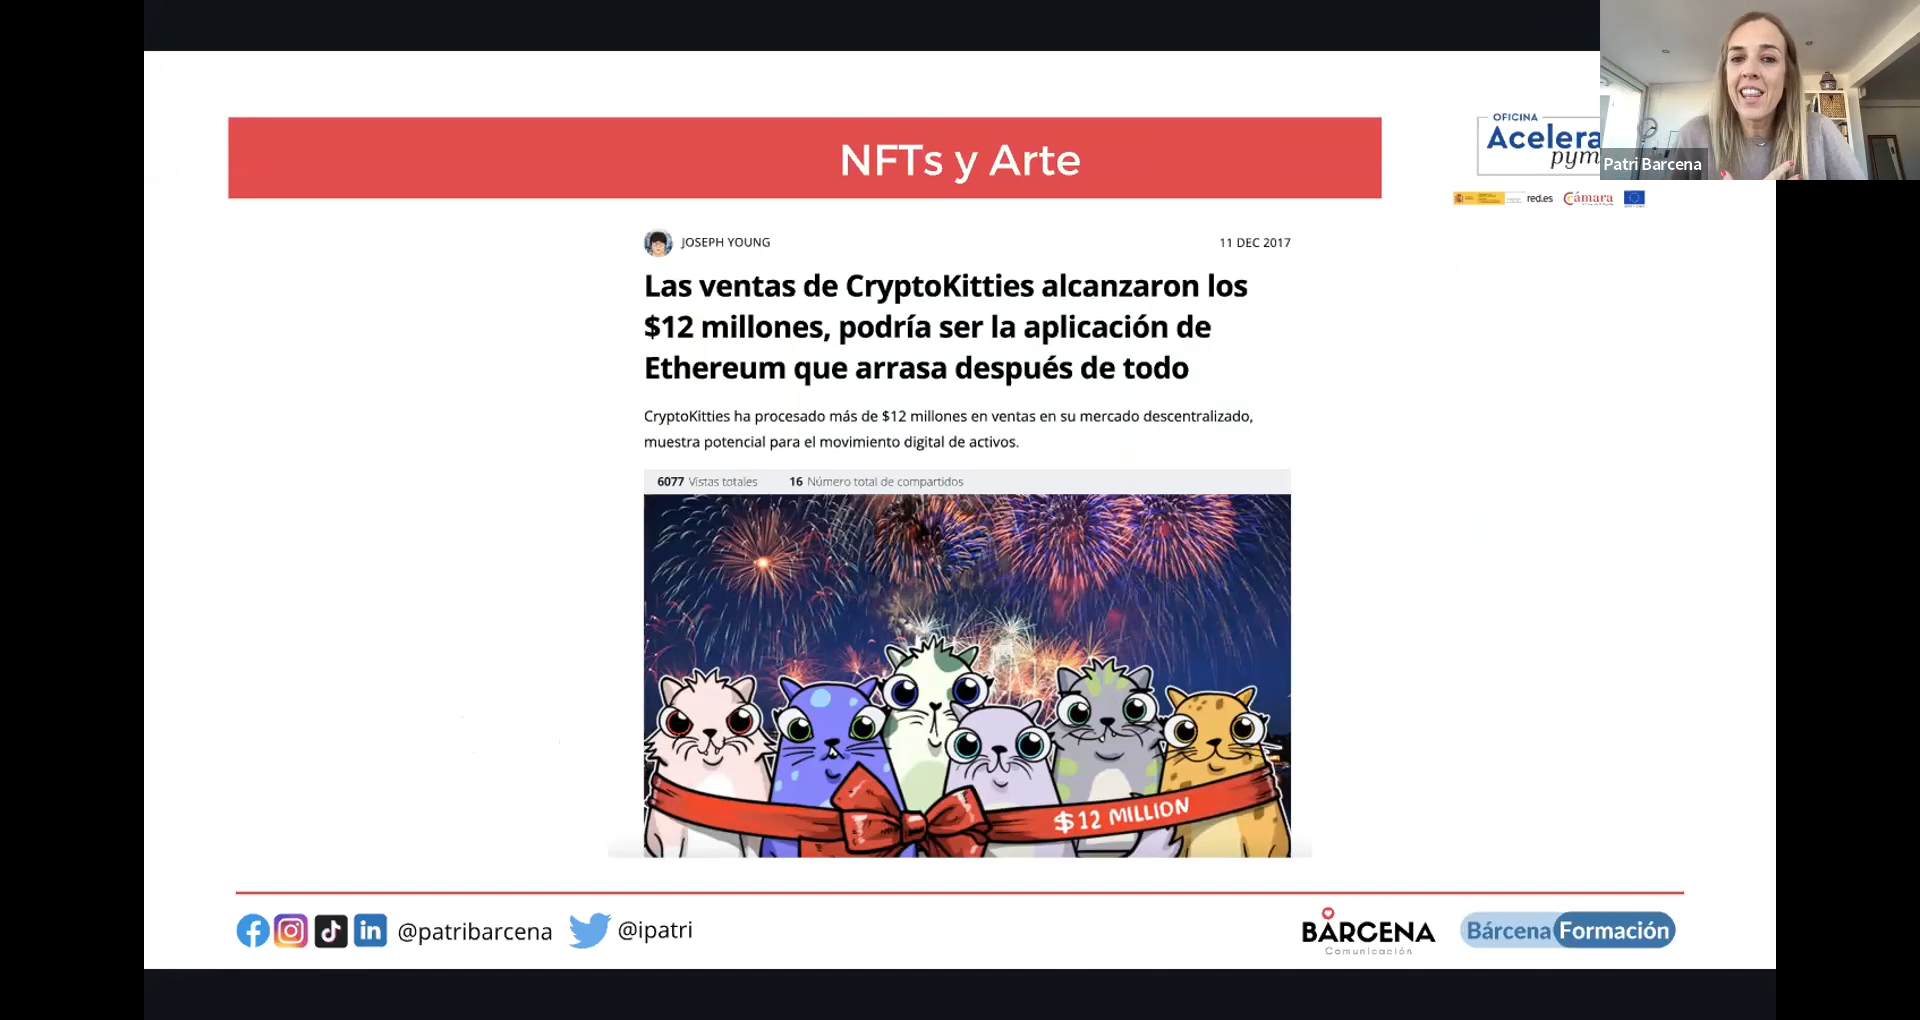 NFTs y Arte
OFICINA
Acelera
pym
Patri Barcena
red.es
Cámara
JOSEPH YOUNG
11 DEC 2017
Las ventas de CryptoKitties alcanzaron los
$12 millones, podría ser la aplicación de
Ethereum que arrasa después de todo
CryptoKitties ha procesado más de $12 millones en ventas en su mercado descentralizado,
muestra potencial para el movimiento digital de activos.
6077 Vistas totales
16 Número total de compartidos
$12 MILLION
@patribarcena
@ipatri
BÁRCENA
Comunicación
Bárcena Formación